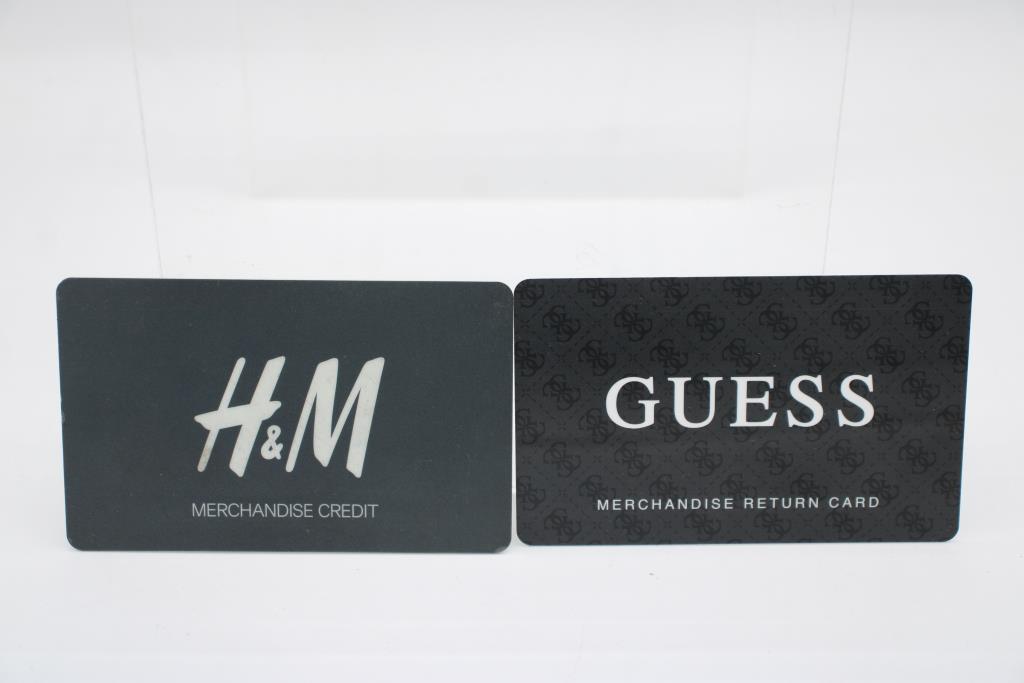 H&M
MERCHANDISE CREDIT
GUESS
MERCHANDISE RETURN CARD